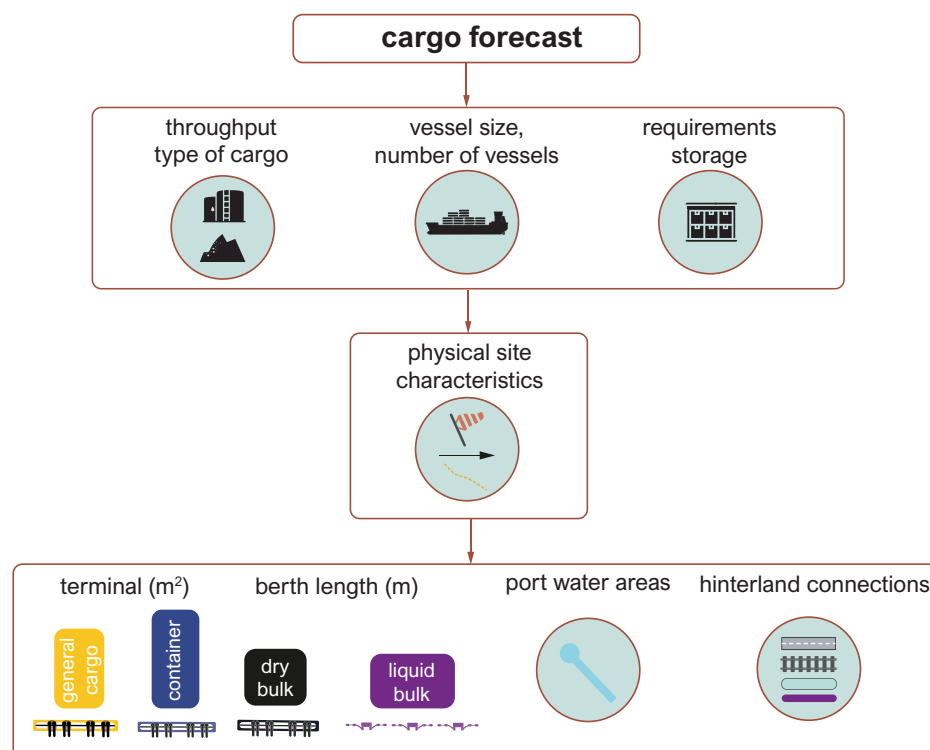 cargo forecast
throughput
type of cargo
vessel size,
number of vessels
requirements
storage
physical site
characteristics
terminal (m²)
berth length (m)
port water areas
hinterland connections
general
cargo
container
dry
bulk
liquid
bulk